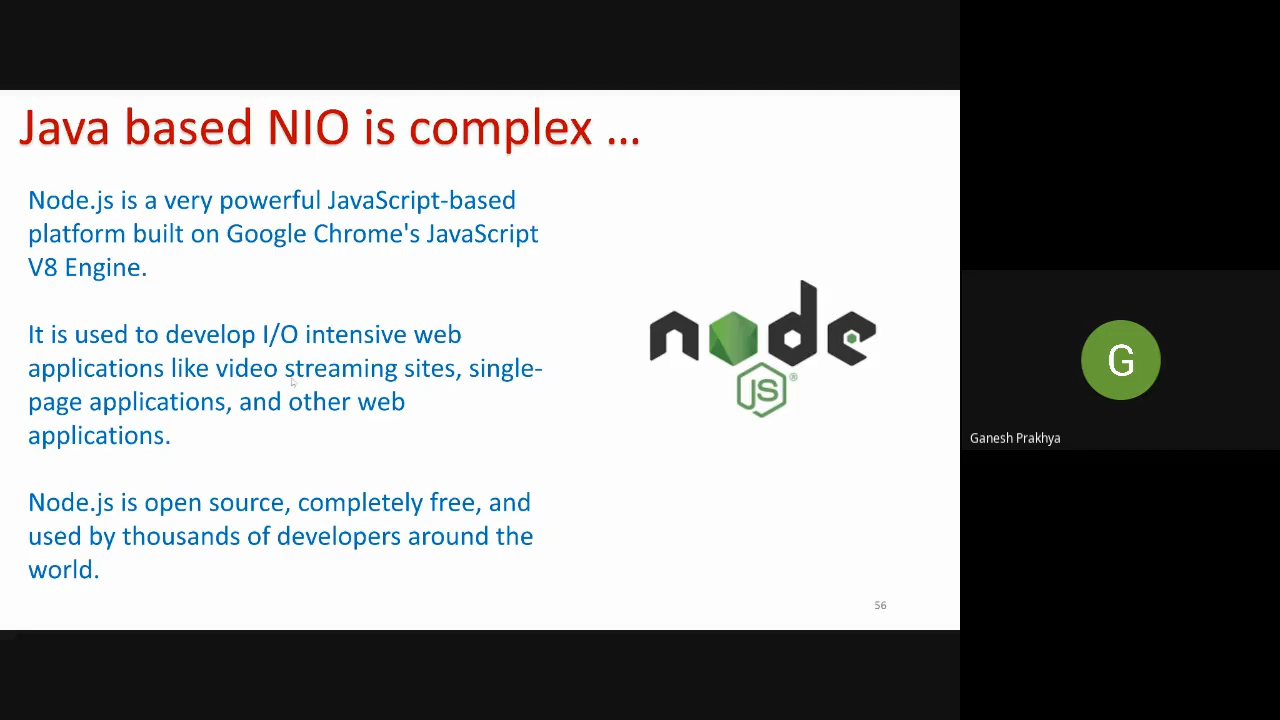 Java based NIO is complex ...
Node.js is a very powerful JavaScript-based
platform built on Google Chrome's JavaScript
V8 Engine.
It is used to develop I/O intensive web
applications like video streaming sites, single-
page applications, and other web
applications.
Node.js is open source, completely free, and
used by thousands of developers around the
world.
node
JS®
56
G
Ganesh Prakhya